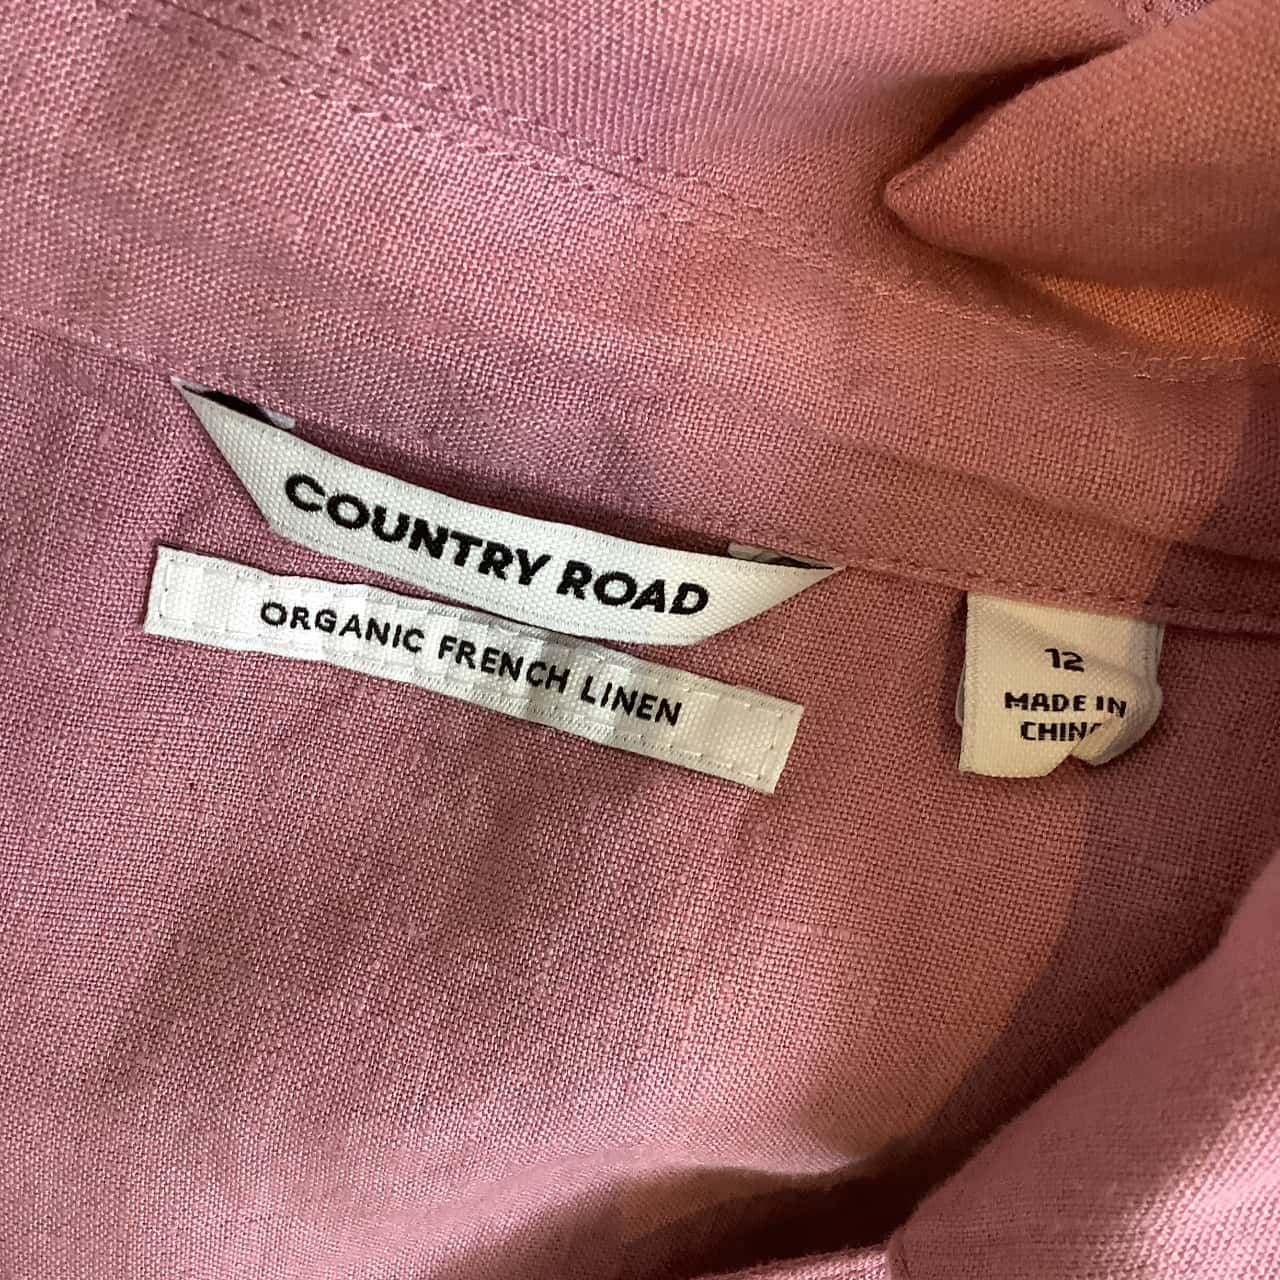 COUNTRY ROAD
ORGANIC FRENCH LINEN
12
MADE IN